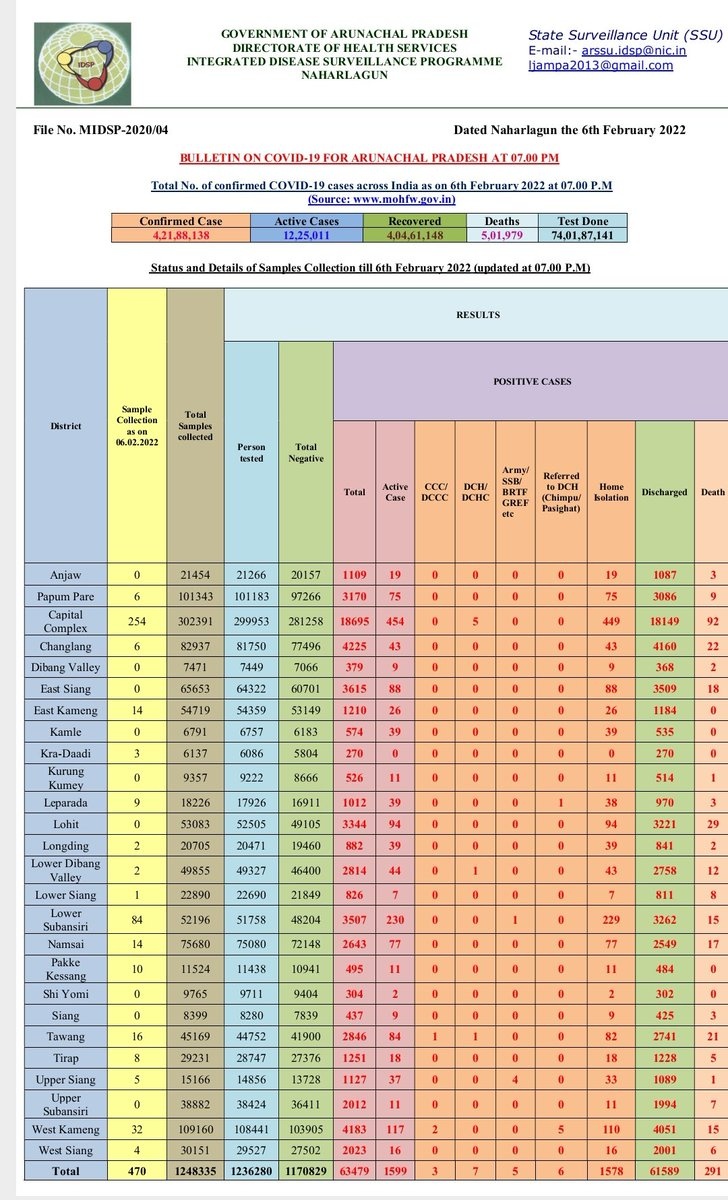 IDSP
GOVERNMENT OF ARUNACHAL PRADESH
DIRECTORATE OF HEALTH SERVICES
INTEGRATED DISEASE SURVEILLANCE PROGRAMME
NAHARLAGUN
State Surveillance Unit (SSU)
E-mail:- arssu.idsp@nic.in
ljampa2013@gmail.com
File No. MIDSP-2020/04 Dated Naharlagun the 6th February 2022
BULLETIN ON COVID-19 FOR ARUNACHAL PRADESH AT 07.00 PM
Total No. of confirmed COVID-19 cases across India as on 6th February 2022 at 07.00 P.M
(Source: www.mohfw.gov.in)
Confirmed Case Active Cases Recovered Deaths Test Done
4,21,88,138 12,25,011 4,04,61,148 5,01,979 74,01,87,141
Status and Details of Samples Collection till 6th February 2022 (updated at 07.00 P.M)
District
Sample
Collection
as on
06.02.2022
Total
Samples
collected
RESULTS
Person
tested
Total
Negative
POSITIVE CASES
Total
Active
Case
CCC/
DCCC
DCH/
DCHC
Army/
SSB/
BRTF
GREF
etc
Referred
to DCH
(Chimpu/
Pasighat)
Home
Isolation
Discharged
Death
Anjaw 0 21454 21266 20157 1109 19 0 0 0 0 19 1087 3
Papum Pare 6 101343 101183 97266 3170 75 0 0 0 0 75 3086 9
Capital
Complex 254 302391 299953 281258 18695 454 0 5 0 0 449 18149 92
Changlang 6 82937 81750 77496 4225 43 0 0 0 0 43 4160 22
Dibang Valley 0 7471 7449 7066 379 9 0 0 0 0 9 368 2
East Siang 0 65653 64322 60701 3615 88 0 0 0 0 88 3509 18
East Kameng 14 54719 54359 53149 1210 26 0 0 0 0 26 1184 0
Kamle 0 6791 6757 6183 574 39 0 0 0 0 39 535 0
Kra-Daadi 3 6137 6086 5804 270 0 0 0 0 0 0 270 0
Kurung
Kumey 0 9357 9222 8666 526 11 0 0 0 0 11 514 1
Leparada 9 18226 17926 16911 1012 39 0 0 0 1 38 970 3
Lohit 0 53083 52505 49105 3344 94 0 0 0 0 94 3221 29
Longding 2 20705 20471 19460 882 39 0 0 0 0 39 841 2
Lower Dibang
Valley 2 49855 49327 46400 2814 44 0 1 0 0 43 2758 12
Lower Siang 1 22890 22690 21849 826 7 0 0 0 0 7 811 8
Lower
Subansiri 84 52196 51758 48204 3507 230 0 0 1 0 229 3262 15
Namsai 14 75680 75080 72148 2643 77 0 0 0 0 77 2549 17
Pakke
Kessang 10 11524 11438 10941 495 11 0 0 0 0 11 484 0
Shi Yomi 0 9765 9711 9404 304 2 0 0 0 0 2 302 0
Siang 0 8399 8280 7839 437 9 0 0 0 0 9 425 3
Tawang 16 45169 44752 41900 2846 84 1 1 0 0 82 2741 21
Tirap 8 29231 28747 27376 1251 18 0 0 0 0 18 1228 5
Upper Siang 5 15166 14856 13728 1127 37 0 0 4 0 33 1089 1
Upper
Subansiri 0 38882 38424 36411 2012 11 0 0 0 0 11 1994 7
West Kameng 32 109160 108441 103905 4183 117 2 0 0 5 110 4051 15
West Siang 4 30151 29527 27502 2023 16 0 0 0 0 16 2001 6
Total 470 1248335 1236280 1170829 63479 1599 3 7 5 6 1578 61589 291